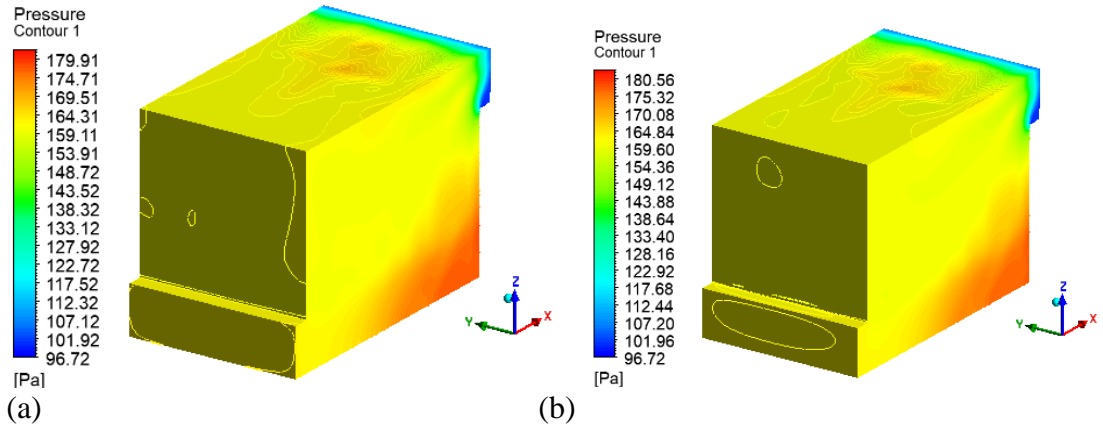 Pressure
Contour 1
179.91
174.71
169.51
164.31
159.11
153.91
148.72
143.52
138.32
133.12
127.92
122.72
117.52
112.32
107.12
101.92
96.72
[Pa]
Z
Y
X
(a)
Pressure
Contour 1
180.56
175.32
170.08
164.84
159.60
154.36
149.12
143.88
138.64
133.40
128.16
122.92
117.68
112.44
107.20
101.96
96.72
[Pa]
Z
Y
X
(b)